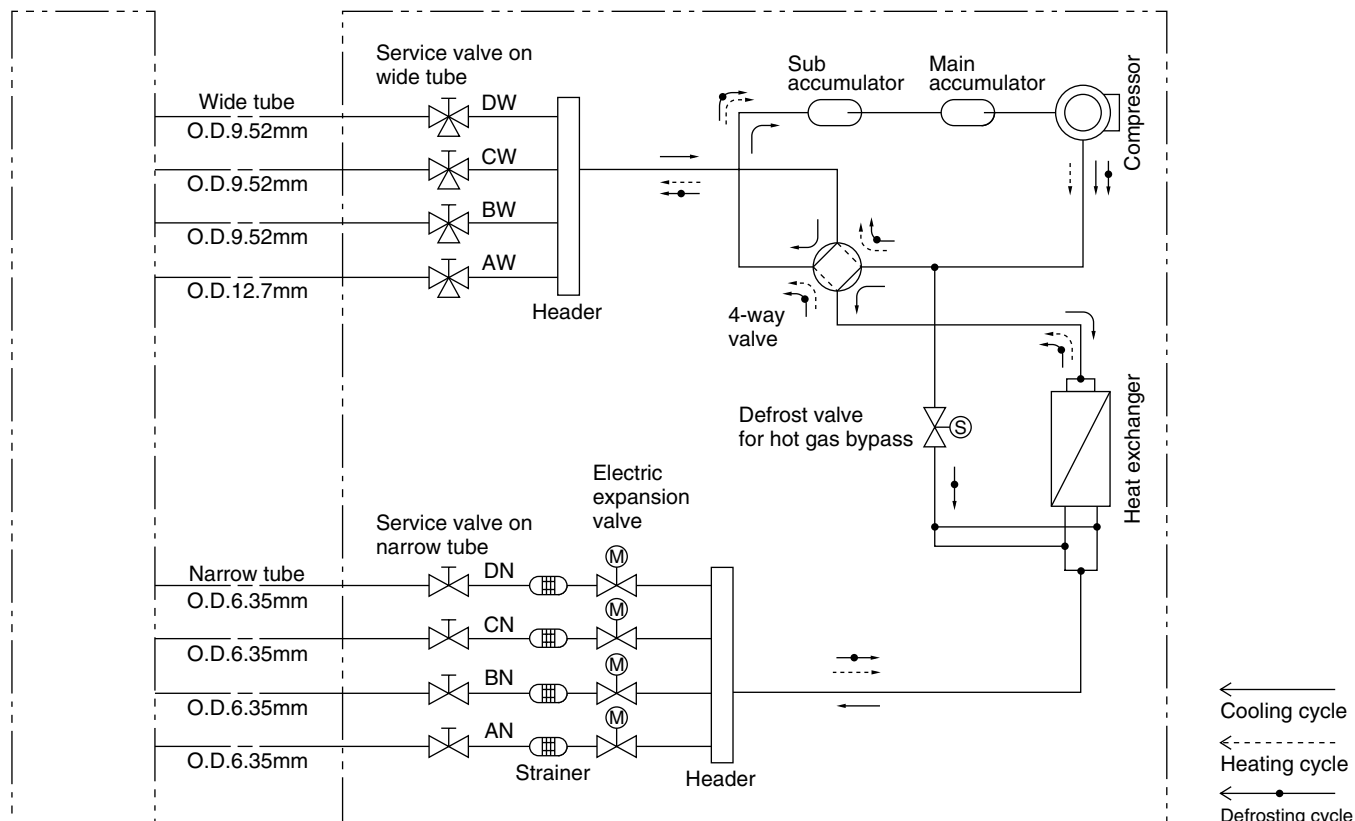 Service valve on
wide tube
Sub
accumulator
Main
accumulator
Compressor
Wide tube
O.D.9.52mm
DW
O.D.9.52mm
CW
O.D.9.52mm
BW
O.D.12.7mm
AW
Header
4-way
valve
Defrost valve
for hot gas bypass
S
Heat exchanger
Electric
expansion
valve
Service valve on
narrow tube
Narrow tube
O.D.6.35mm
DN
M
O.D.6.35mm
CN
M
O.D.6.35mm
BN
M
O.D.6.35mm
AN
M
Strainer
Header
Cooling cycle
Heating cycle
Defrosting cycle